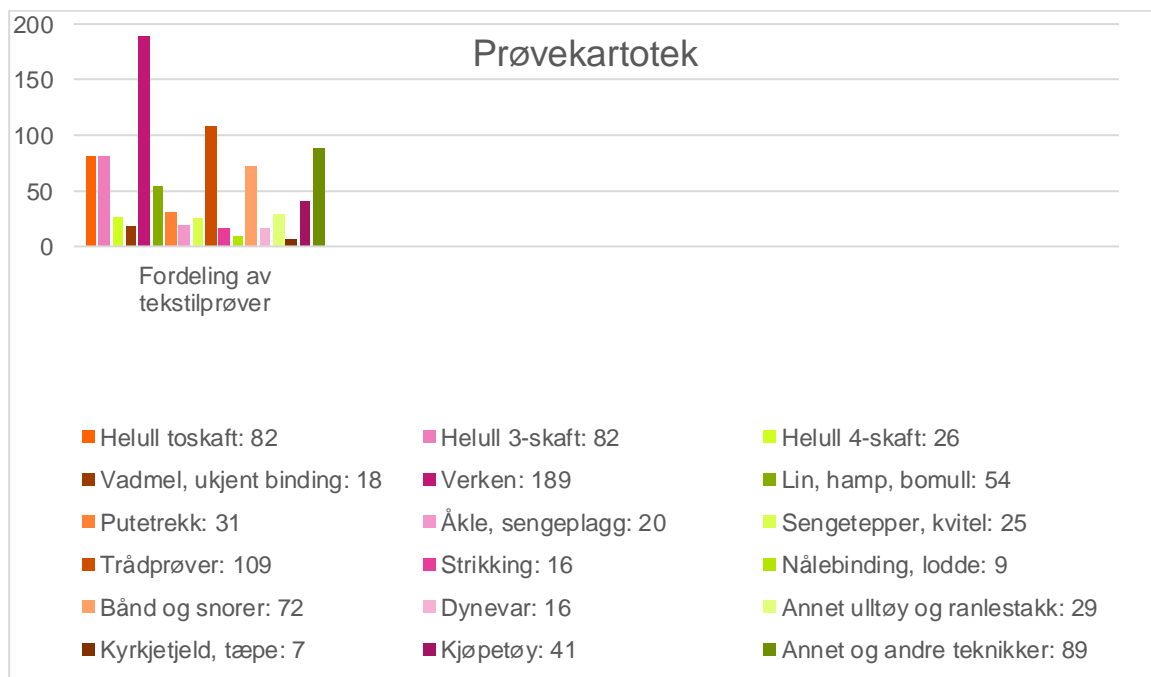 Prøvekartotek
200
150
100
50
0
Fordeling av
tekstilprøver
Helull toskaft: 82
Helull 3-skaft: 82
Helull 4-skaft: 26
Vadmel, ukjent binding: 18
Verken: 189
Lin, hamp, bomull: 54
Putetrekk: 31
Åkle, sengeplagg: 20
Sengetepper, kvitel: 25
Trådprøver: 109
Strikking: 16
Nålebinding, lodde: 9
Bånd og snorer: 72
Dynevar: 16
Annet ulltøy og ranlestakk: 29
Kyrkjetjeld, tæpe: 7
Kjøpetøy: 41
Annet og andre teknikker: 89